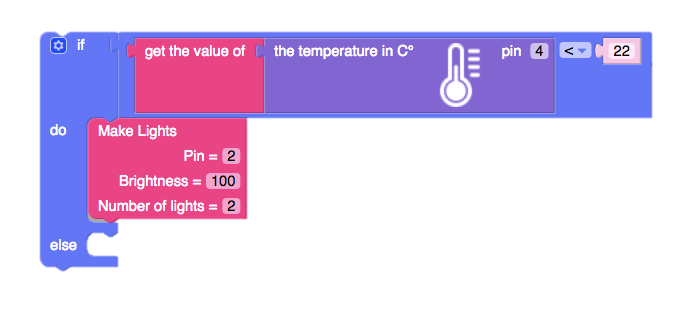 if get the value of the temperature in C° pin 4 < 22
do Make Lights
Pin = 2
Brightness = 100
Number of lights = 2
else